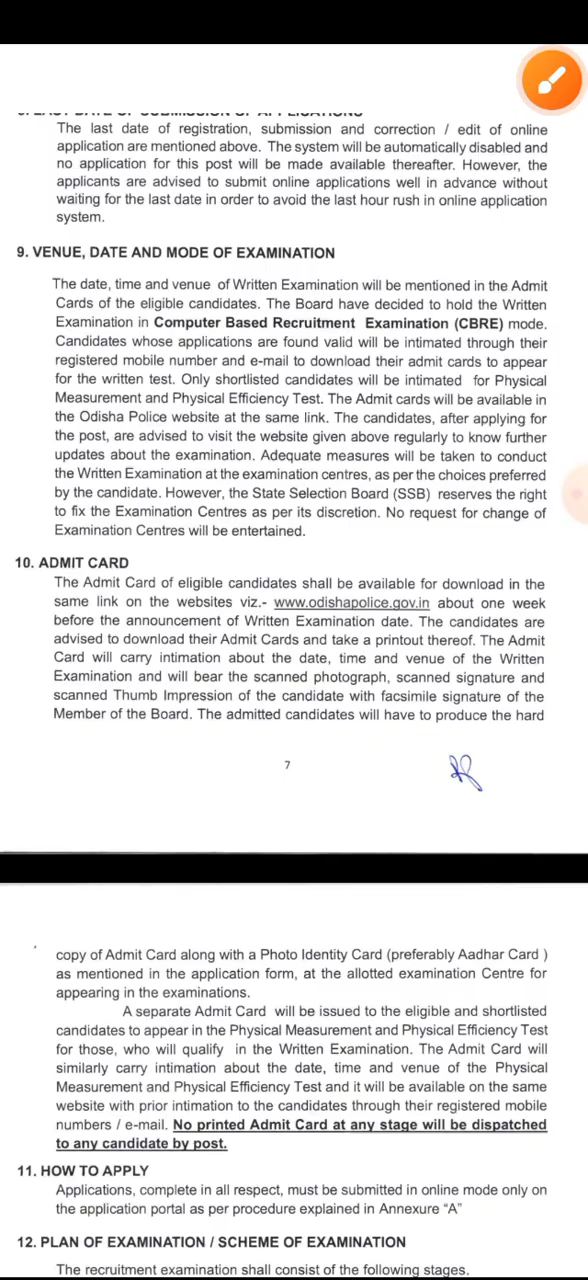 8. LAST DATE OF SUBMISSION OF APPLICATIONS
The last date of registration, submission and correction / edit of online
application are mentioned above. The system will be automatically disabled and
no application for this post will be made available thereafter. However, the
applicants are advised to submit online applications well in advance without
waiting for the last date in order to avoid the last hour rush in online application
system.
9. VENUE, DATE AND MODE OF EXAMINATION
The date, time and venue of Written Examination will be mentioned in the Admit
Cards of the eligible candidates. The Board have decided to hold the Written
Examination in Computer Based Recruitment Examination (CBRE) mode.
Candidates whose applications are found valid will be intimated through their
registered mobile number and e-mail to download their admit cards to appear
for the written test. Only shortlisted candidates will be intimated for Physical
Measurement and Physical Efficiency Test. The Admit cards will be available in
the Odisha Police website at the same link. The candidates, after applying for
the post, are advised to visit the website given above regularly to know further
updates about the examination. Adequate measures will be taken to conduct
the Written Examination at the examination centres, as per the choices preferred
by the candidate. However, the State Selection Board (SSB) reserves the right
to fix the Examination Centres as per its discretion. No request for change of
Examination Centres will be entertained.
10. ADMIT CARD
The Admit Card of eligible candidates shall be available for download in the
same link on the websites viz.- www.odishapolice.gov.in about one week
before the announcement of Written Examination date. The candidates are
advised to download their Admit Cards and take a printout thereof. The Admit
Card will carry intimation about the date, time and venue of the Written
Examination and will bear the scanned photograph, scanned signature and
scanned Thumb Impression of the candidate with facsimile signature of the
Member of the Board. The admitted candidates will have to produce the hard
7
copy of Admit Card along with a Photo Identity Card (preferably Aadhar Card )
as mentioned in the application form, at the allotted examination Centre for
appearing in the examinations.
A separate Admit Card will be issued to the eligible and shortlisted
candidates to appear in the Physical Measurement and Physical Efficiency Test
for those, who will qualify in the Written Examination. The Admit Card will
similarly carry intimation about the date, time and venue of the Physical
Measurement and Physical Efficiency Test and it will be available on the same
website with prior intimation to the candidates through their registered mobile
numbers / e-mail. No printed Admit Card at any stage will be dispatched
to any candidate by post.
11. HOW TO APPLY
Applications, complete in all respect, must be submitted in online mode only on
the application portal as per procedure explained in Annexure “A”
12. PLAN OF EXAMINATION / SCHEME OF EXAMINATION
The recruitment examination shall consist of the following stages.